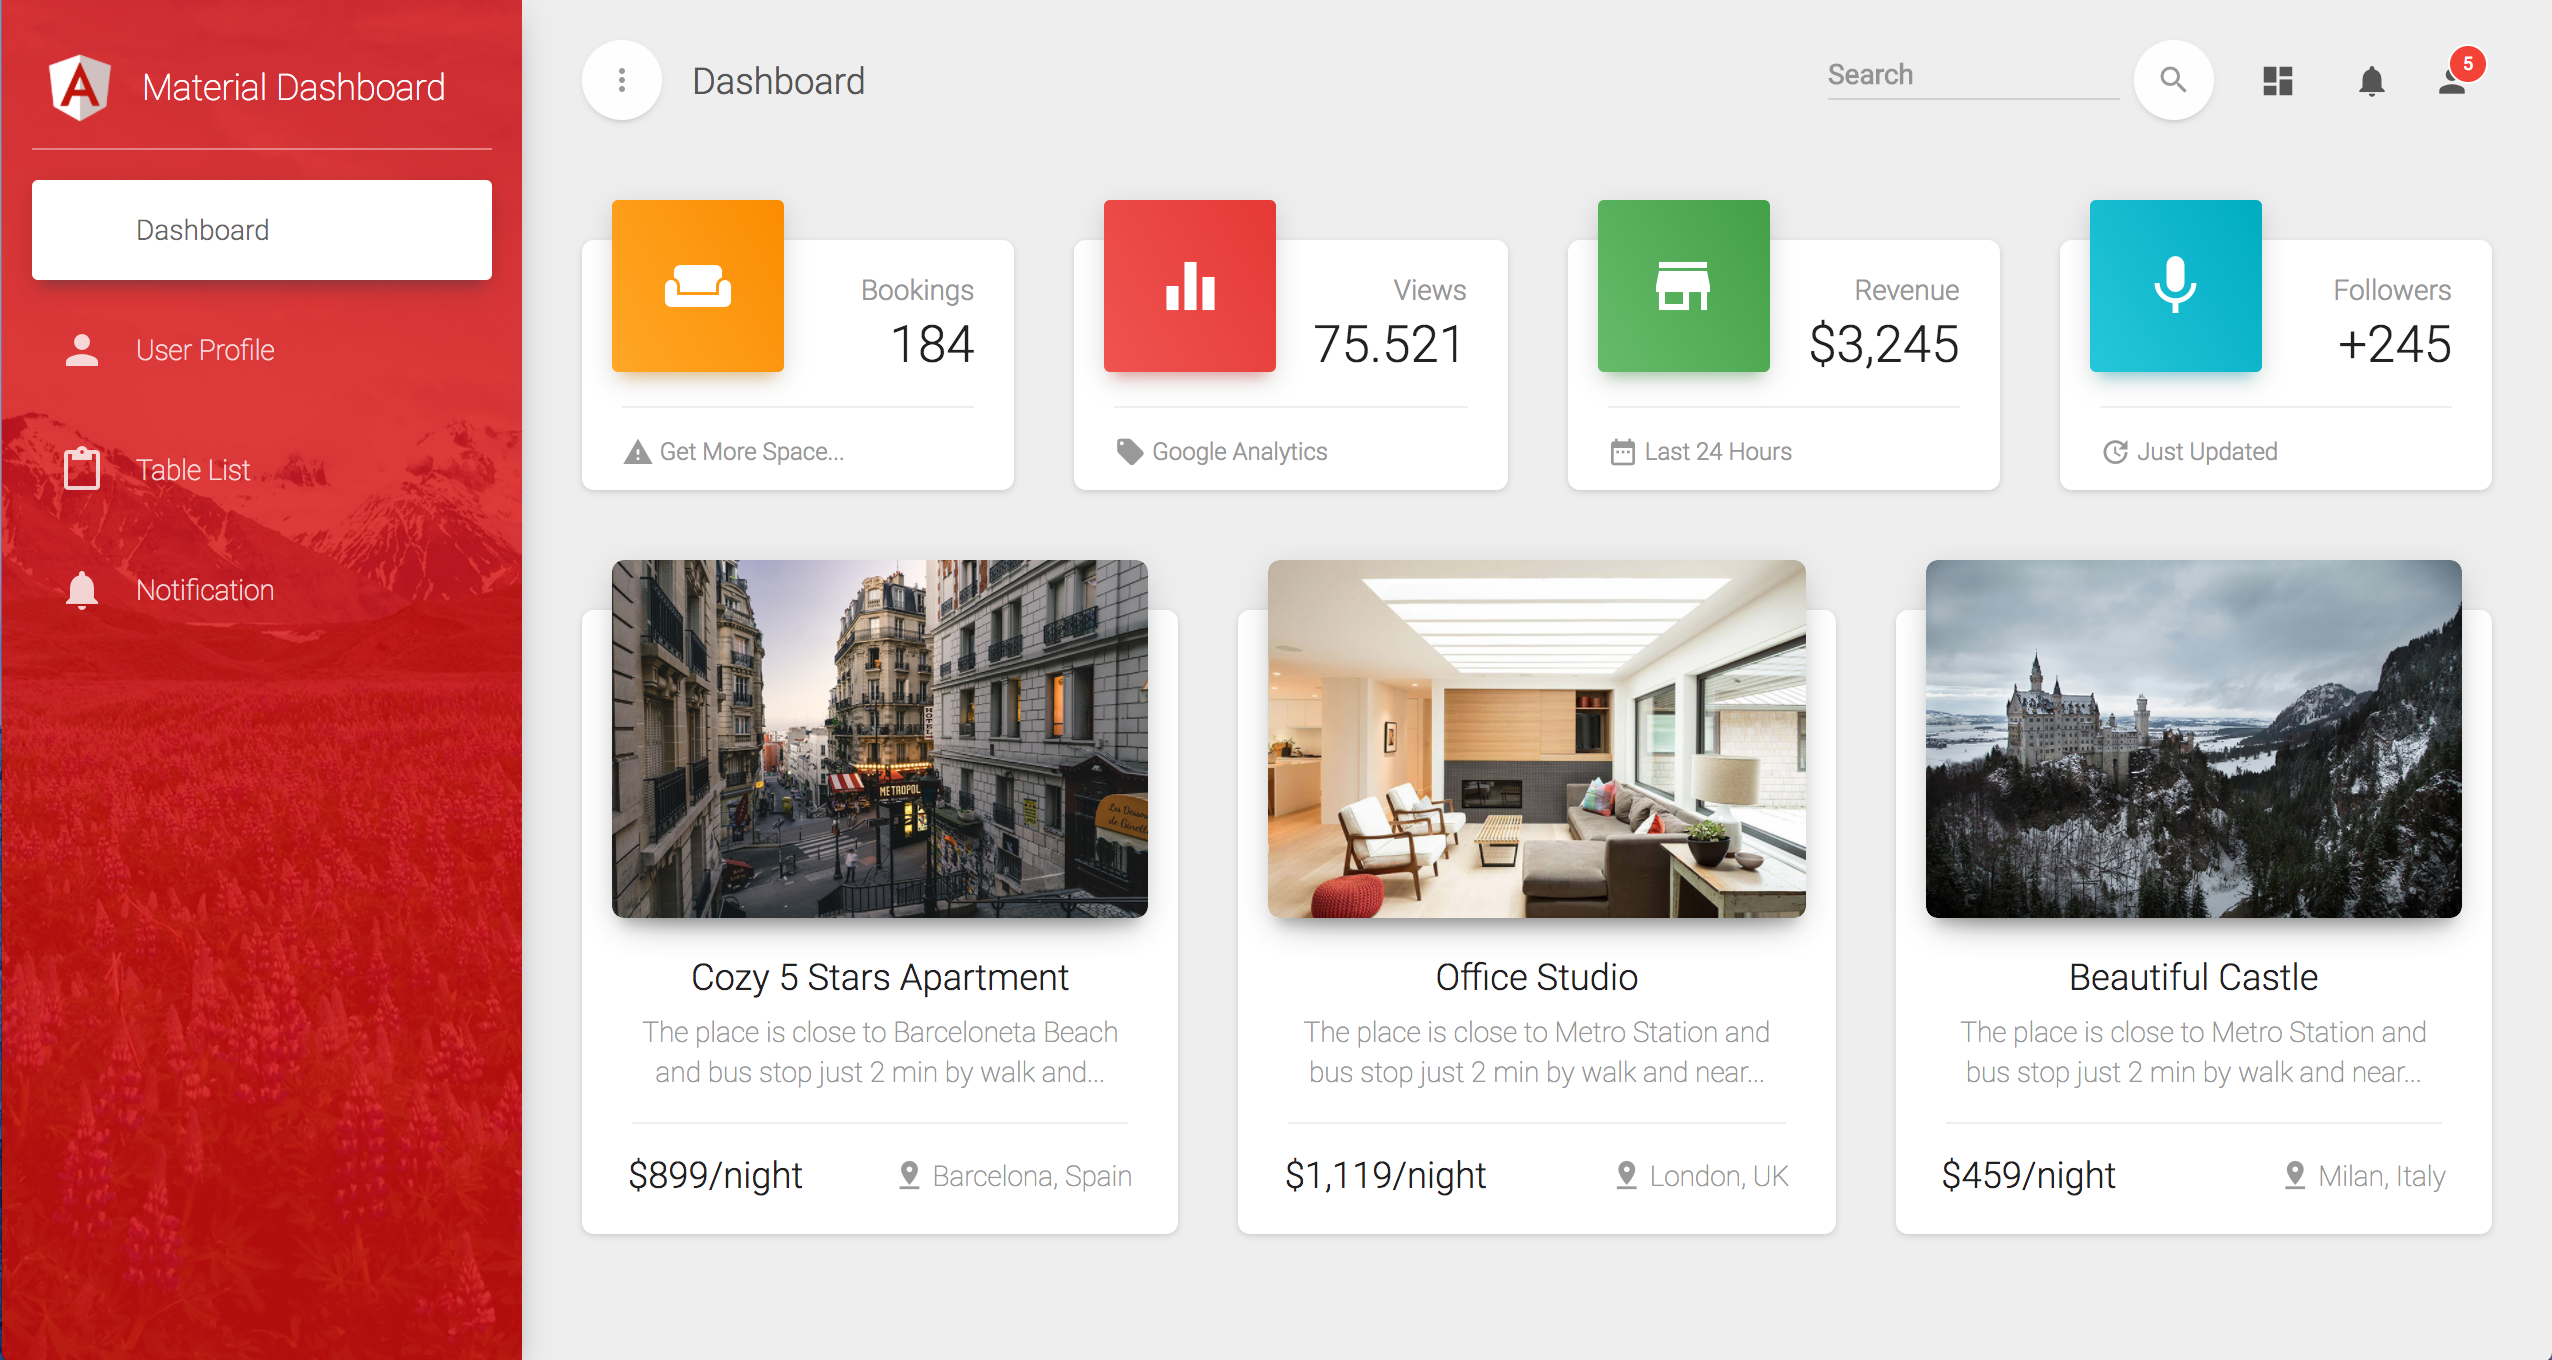 A
Material Dashboard
Dashboard
User Profile
Table List
Notification
Dashboard
Search
5
Bookings
184
Get More Space...
Views
75.521
Google Analytics
Revenue
$3,245
Last 24 Hours
Followers
+245
Just Updated
HOTEL
METROPOL
Cozy 5 Stars Apartment
The place is close to Barceloneta Beach
and bus stop just 2 min by walk and...
$899/night
Barcelona, Spain
Office Studio
The place is close to Metro Station and
bus stop just 2 min by walk and near...
$1,119/night
London, UK
Beautiful Castle
The place is close to Metro Station and
bus stop just 2 min by walk and near...
$459/night
Milan, Italy